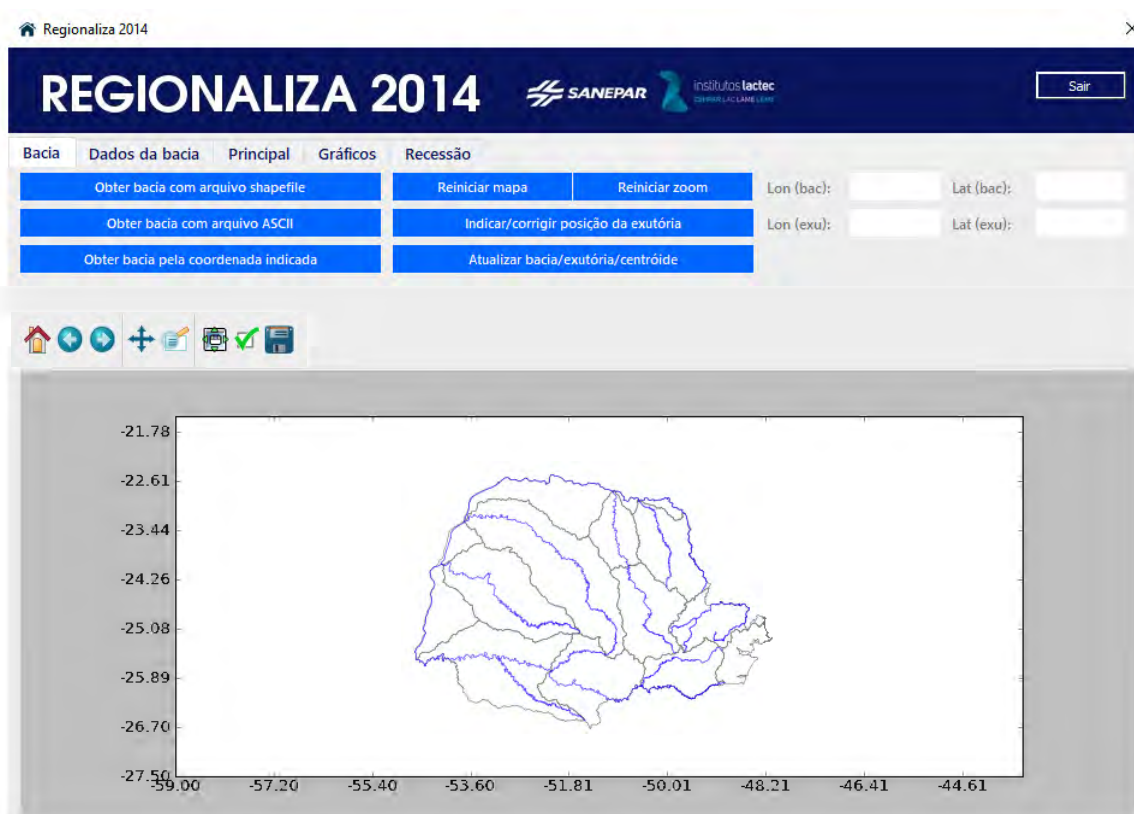 Regionaliza 2014
REGIONALIZA 2014
SANEPAR
institutos lactec
Sair
Bacia Dados da bacia Principal Gráficos Recessão
Obter bacia com arquivo shapefile Reiniciar mapa Reiniciar zoom Lon (bac): Lat (bac):
Obter bacia com arquivo ASCII Indicar/corrigir posição da exutória Lon (exu): Lat (exu):
Obter bacia pela coordenada indicada Atualizar bacia/exutória/centróide
-21.78
-22.61
-23.44
-24.26
-25.08
-25.89
-26.70
-27.50
-59.00 -57.20 -55.40 -53.60 -51.81 -50.01 -48.21 -46.41 -44.61